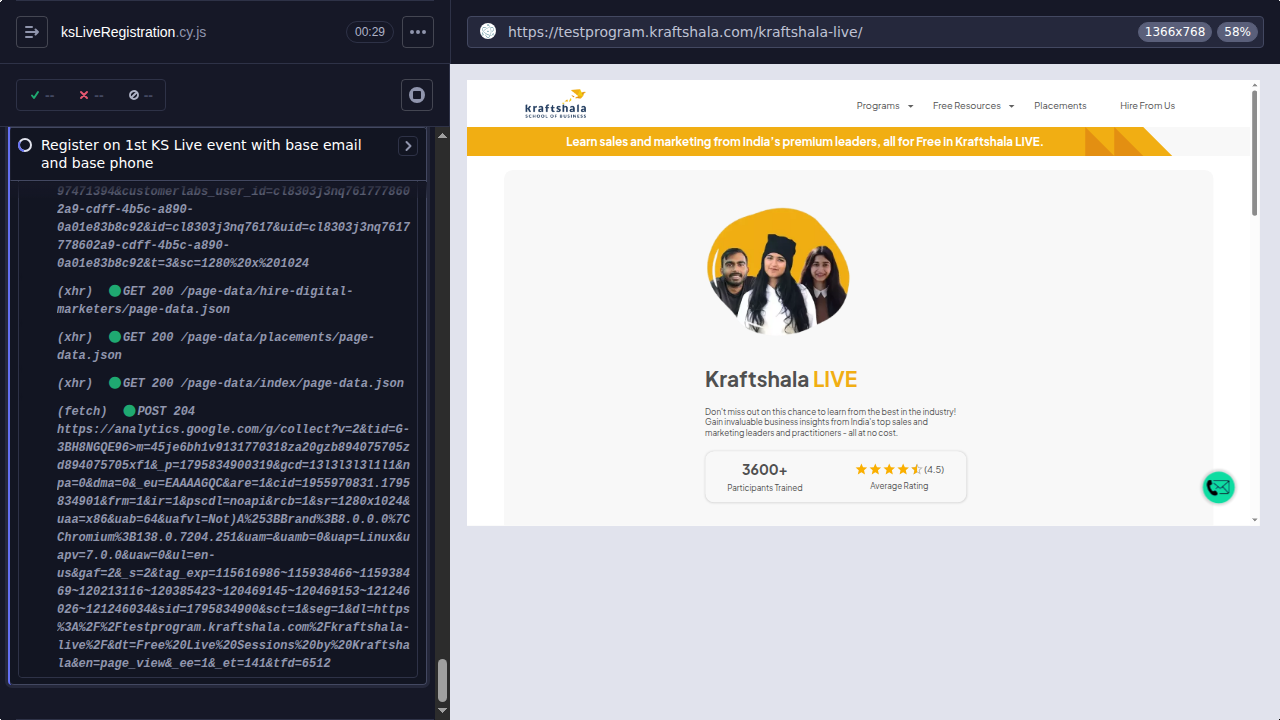 ksLiveRegistration.cy.js
00:29
--
--
--
Register on 1st KS Live event with base email
and base phone
97471394&customerlabs_user_id=cl8303j3nq761777860
2a9-cdff-4b5c-a890-
0a01e83b8c92&id=cl8303j3nq7617&uid=cl8303j3nq7617
778602a9-cdff-4b5c-a890-
0a01e83b8c92&t=3&sc=1280%20x%201024
(xhr) GET 200 /page-data/hire-digital-
marketers/page-data.json
(xhr) GET 200 /page-data/placements/page-
data.json
(xhr) GET 200 /page-data/index/page-data.json
(fetch) POST 204
https://analytics.google.com/g/collect?v=2&tid=G-
3BH8NGQE96>m=45je6bh1v9131770318za20gzb894075705z
d894075705xf1&_p=1795834900319&gcd=13l3l3l3l1l1&n
pa=0&dma=0&_eu=EAAAAGQC&are=1&cid=1955970831.1795
834901&frm=1&ir=1&pscdl=noapi&rcb=1&sr=1280x1024&
uaa=x86&uab=64&uafvl=Not)A%253BBrand%3B8.0.0.0%7C
Chromium%3B138.0.7204.251&uam=&uamb=0&uap=Linux&u
apv=7.0.0&uaw=0&ul=en-
us&gaf=2&_s=2&tag_exp=115616986~115938466~1159384
69~120213116~120385423~120469145~120469153~121246
026~121246034&sid=1795834900&sct=1&seg=1&dl=https
%3A%2F%2Ftestprogram.kraftshala.com%2Fkraftshala-
live%2F&dt=Free%20Live%20Sessions%20by%20Kraftsha
la&en=page_view&_ee=1&_et=141&tfd=6512
https://testprogram.kraftshala.com/kraftshala-live/
1366x768
58%
kraftshala
SCHOOL OF BUSINESS
Programs
Free Resources
Placements
Hire From Us
Learn sales and marketing from India's premium leaders, all for Free in Kraftshala LIVE.
Kraftshala LIVE
Don't miss out on this chance to learn from the best in the industry!
Gain invaluable business insights from India's top sales and
marketing leaders and practitioners - all at no cost.
3600+
Participants Trained
(4.5)
Average Rating